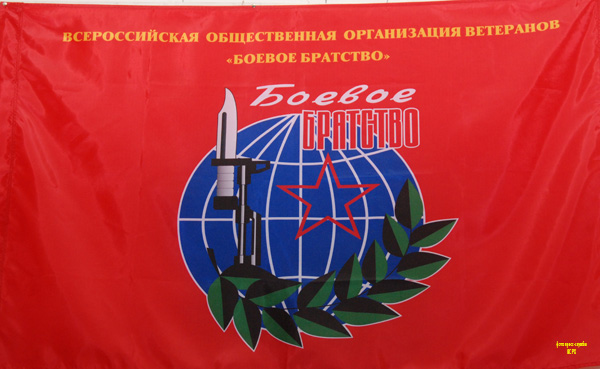 ВСЕРОССИЙСКАЯ ОБЩЕСТВЕННАЯ ОРГАНИЗАЦИЯ ВЕТЕРАНОВ
«БОЕВОЕ БРАТСТВО»
Боевое
БРАТСТВО